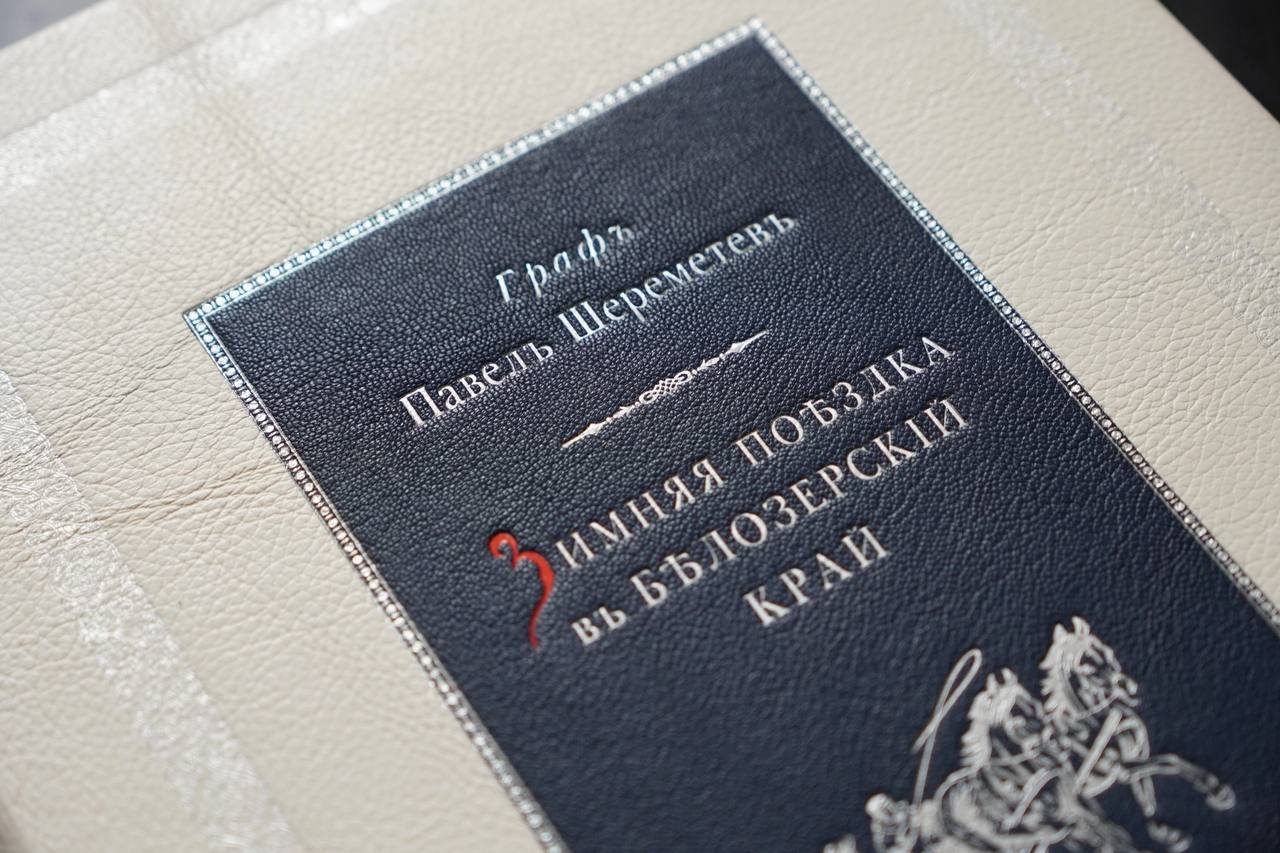 Графъ
Павелъ Шереметевъ
ЗИМНЯЯ ПОѢЗДКА
въ БѢЛОЗЕРСКІЙ
КРАЙ